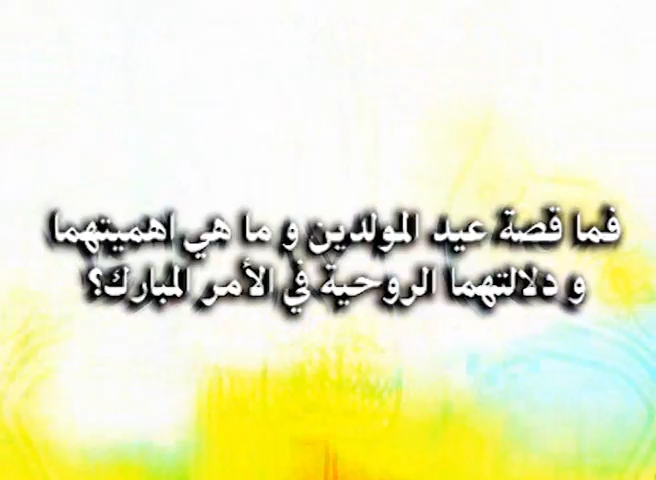 فما قصة عيد المولدين و ما هي اهميتهما
و دلالتهما الروحية في الأمر المبارك؟